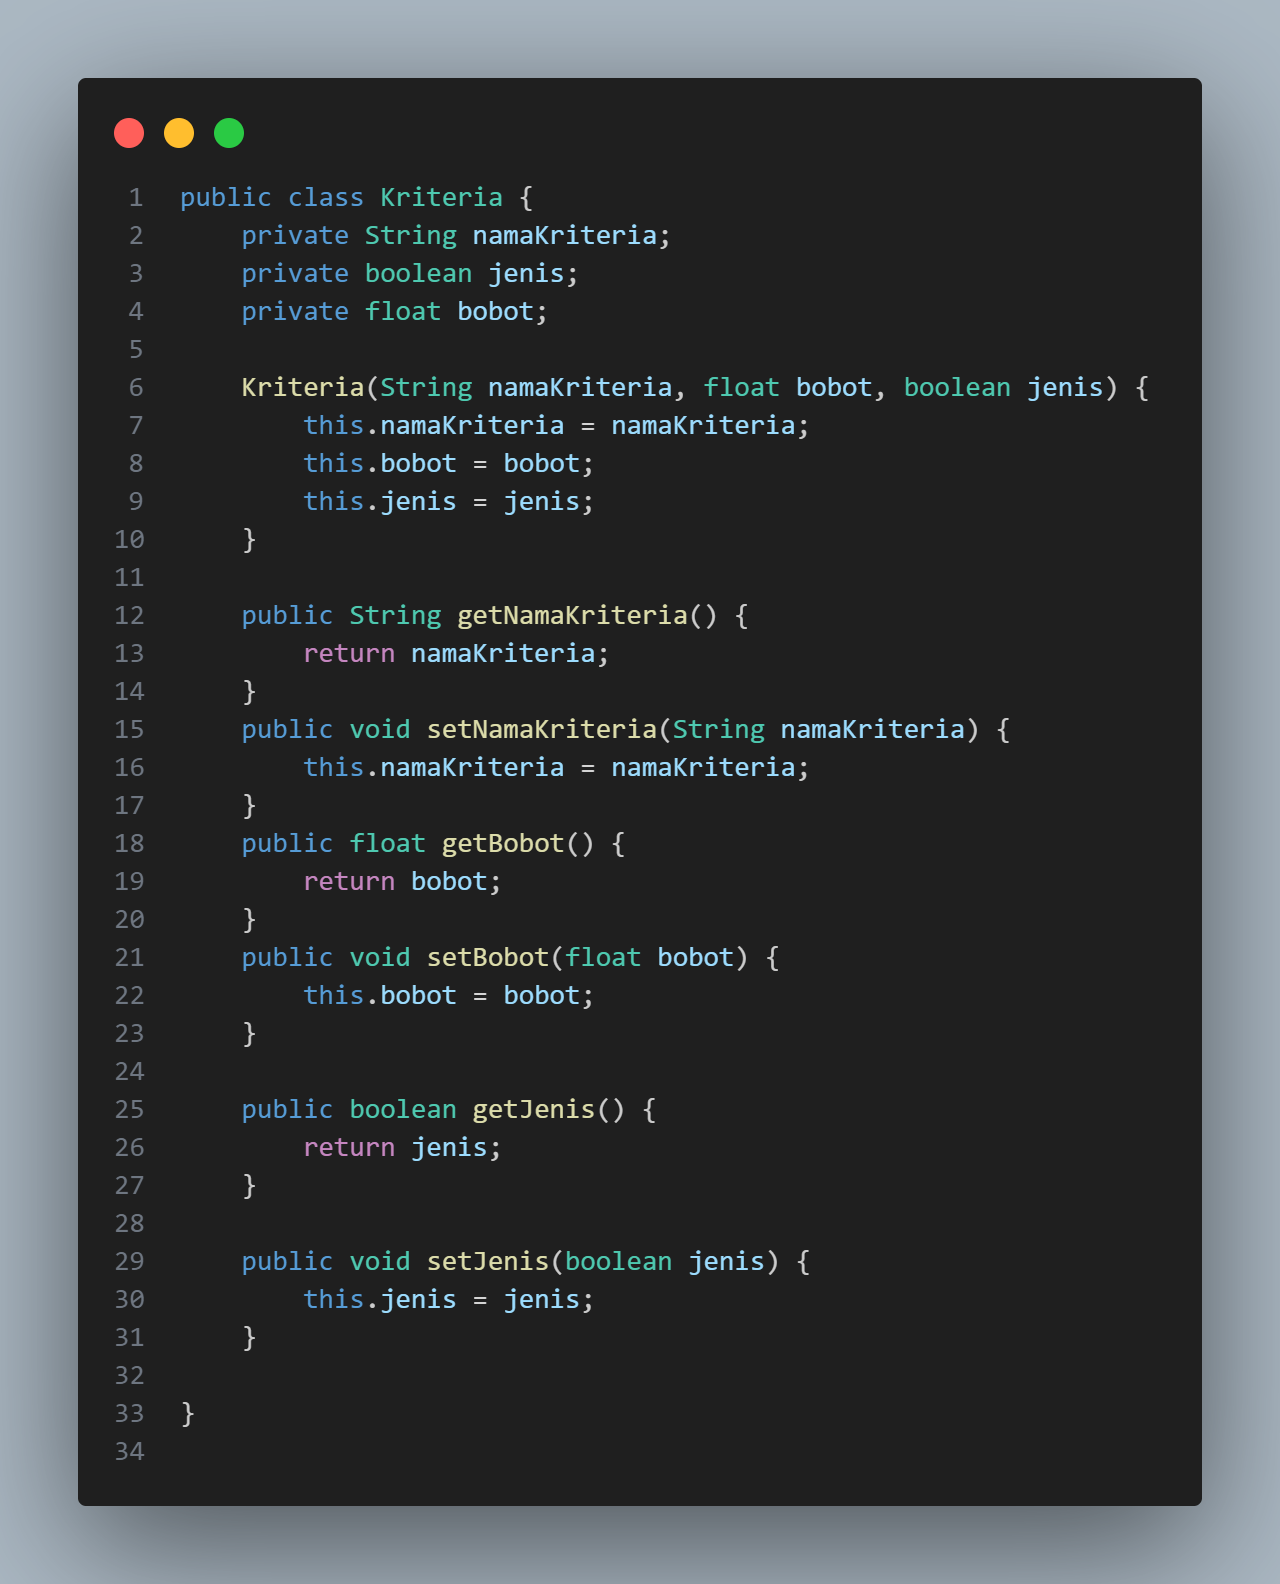 1 public class Kriteria {
2     private String namaKriteria;
3     private boolean jenis;
4     private float bobot;
5
6     Kriteria(String namaKriteria, float bobot, boolean jenis) {
7         this.namaKriteria = namaKriteria;
8         this.bobot = bobot;
9         this.jenis = jenis;
10     }
11
12     public String getNamaKriteria() {
13         return namaKriteria;
14     }
15     public void setNamaKriteria(String namaKriteria) {
16         this.namaKriteria = namaKriteria;
17     }
18     public float getBobot() {
19         return bobot;
20     }
21     public void setBobot(float bobot) {
22         this.bobot = bobot;
23     }
24
25     public boolean getJenis() {
26         return jenis;
27     }
28
29     public void setJenis(boolean jenis) {
30         this.jenis = jenis;
31     }
32
33 }
34